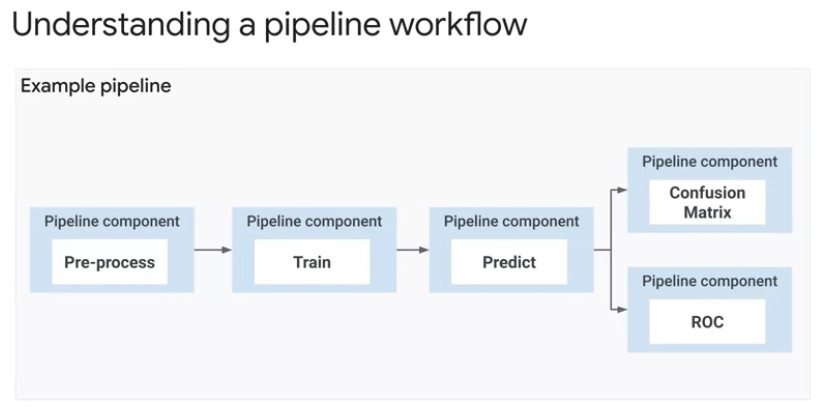 Understanding a pipeline workflow
Example pipeline
Pipeline component
Pre-process
Pipeline component
Train
Pipeline component
Predict
Pipeline component
Confusion
Matrix
Pipeline component
ROC